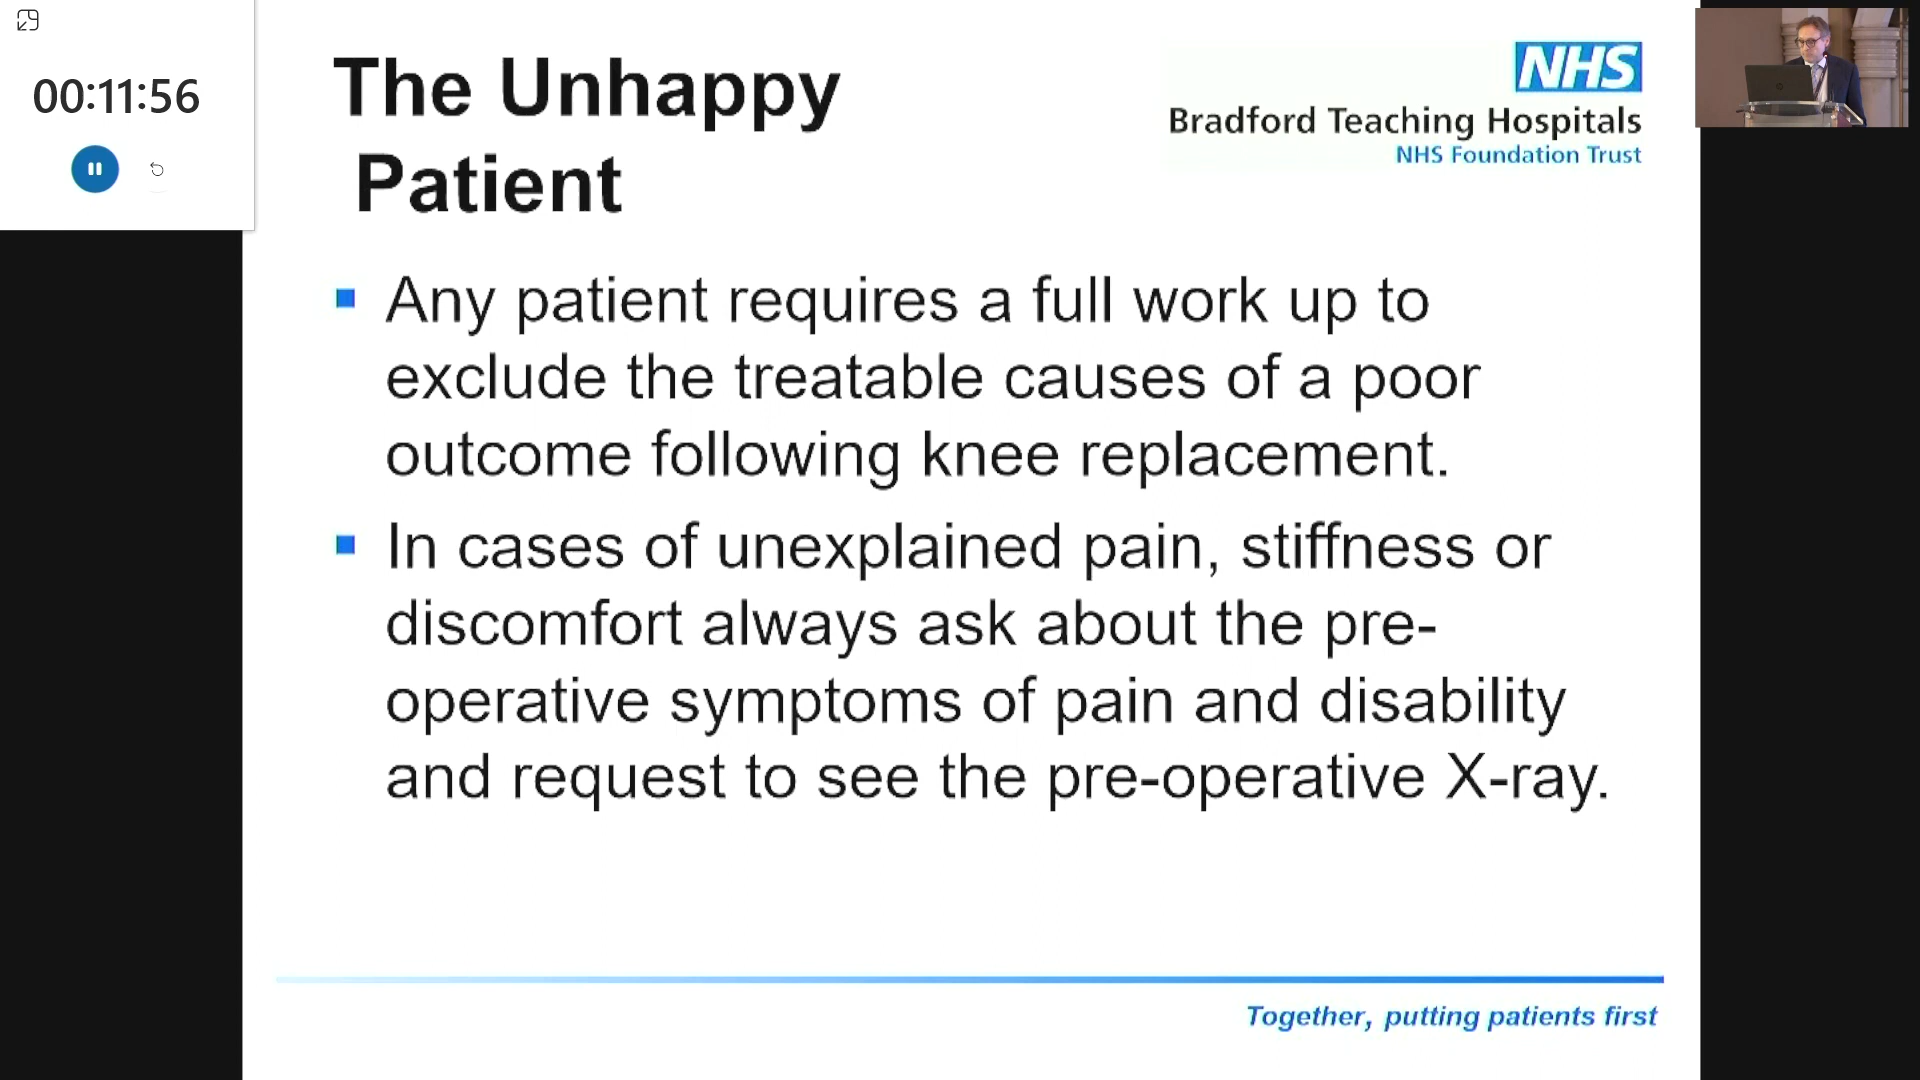 00:11:56
The Unhappy
Patient
NHS
Bradford Teaching Hospitals
NHS Foundation Trust
Any patient requires a full work up to
exclude the treatable causes of a poor
outcome following knee replacement.
In cases of unexplained pain, stiffness or
discomfort always ask about the pre-
operative symptoms of pain and disability
and request to see the pre-operative X-ray.
Together, putting patients first